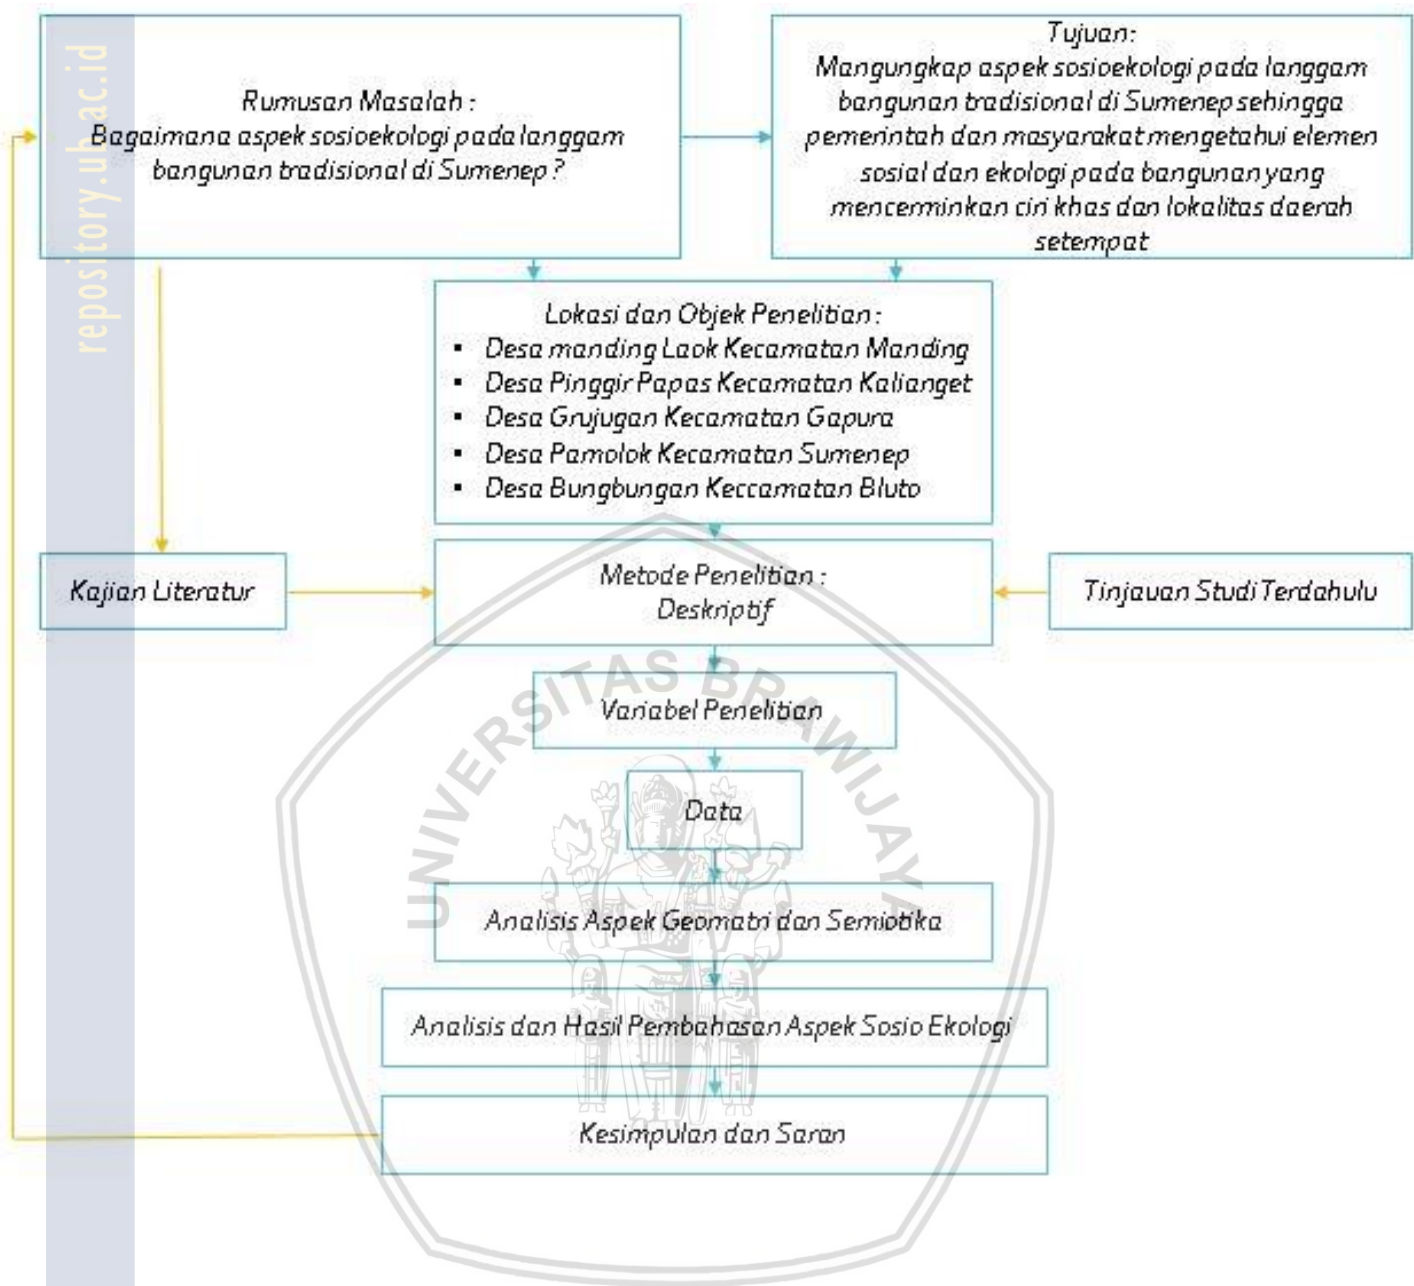 Rumusan Masalah :
Bagaimana aspek sosioekologi pada langgam
bangunan tradisional di Sumenep ?
Tujuan:
Mangungkap aspek sosioekologi pada langgam
bangunan tradisional di Sumenep sehingga
pemerintah dan masyarakat mengetahui elemen
sosial dan ekologi pada bangunan yang
mencerminkan ciri khas dan lokalitas daerah
setempat
Lokasi dan Objek Penelitian :
▪ Desa manding Laok Kecamatan Manding
▪ Desa Pinggir Papas Kecamatan Kalianget
▪ Desa Grujugan Kecamatan Gapura
▪ Desa Pamolok Kecamatan Sumenep
▪ Desa Bungbungan Keccamatan Bluto
Kajian Literatur
Metode Penelitian :
Deskriptif
Tinjauan Studi Terdahulu
Variabel Penelitian
Data
Analisis Aspek Geomatri dan Semiotika
Analisis dan Hasil Pembahasan Aspek Sosio Ekologi
Kesimpulan dan Saran
repository.ub.ac.id
UNIVERSITAS BRAWIJAYA